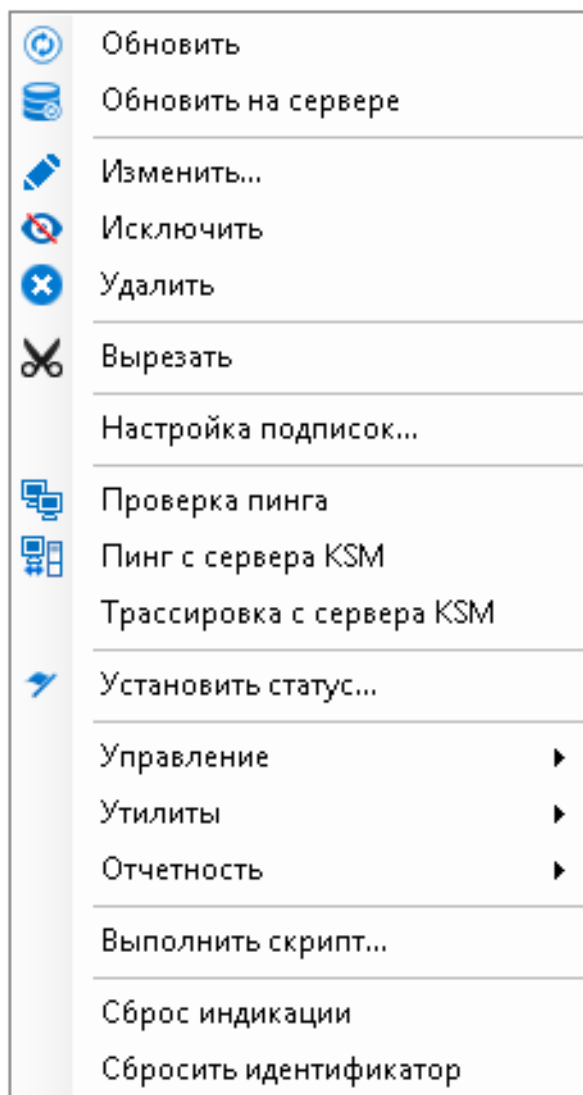 Обновить
Обновить на сервере
Изменить...
Исключить
Удалить
Вырезать
Настройка подписок...
Проверка пинга
Пинг с сервера KSM
Трассировка с сервера KSM
Установить статус...
Управление
Утилиты
Отчетность
Выполнить скрипт...
Сброс индикации
Сбросить идентификатор